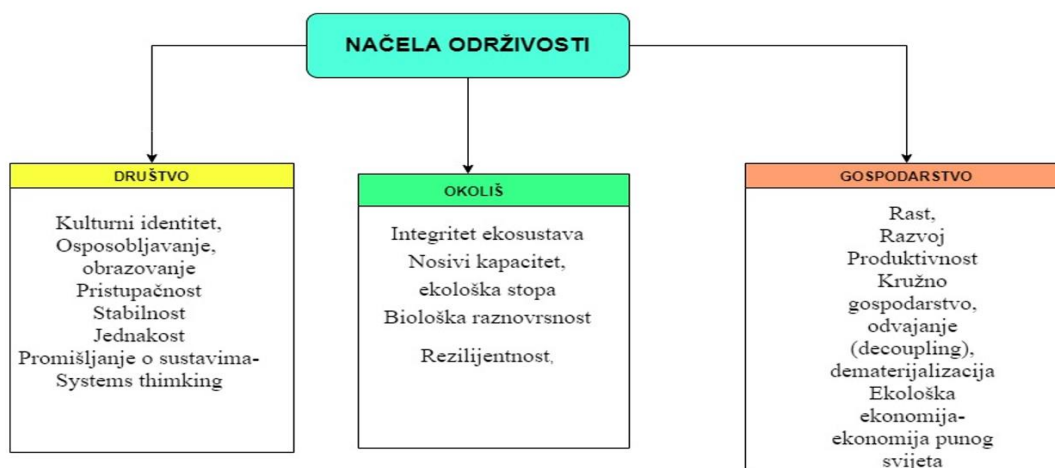 NAČELA ODRŽIVOSTI
DRUŠTVO
Kulturni identitet,
Osposobljavanje,
obrazovanje
Pristupačnost
Stabilnost
Jednakost
Promišljanje o sustavima-
Systems thimking
OKOLIŠ
Integritet ekosustava
Nosivi kapacitet,
ekološka stopa
Biološka raznovrsnost
Rezilijentnost,
GOSPODARSTVO
Rast,
Razvoj
Produktivnost
Kružno
gospodarstvo,
odvajanje
(decoupling),
dematerijalizacija
Ekološka
ekonomija-
ekonomija punog
svijeta